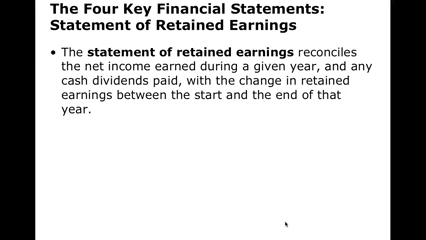 The Four Key Financial Statements:
Statement of Retained Earnings
• The statement of retained earnings reconciles
the net income earned during a given year, and any
cash dividends paid, with the change in retained
earnings between the start and the end of that
year.